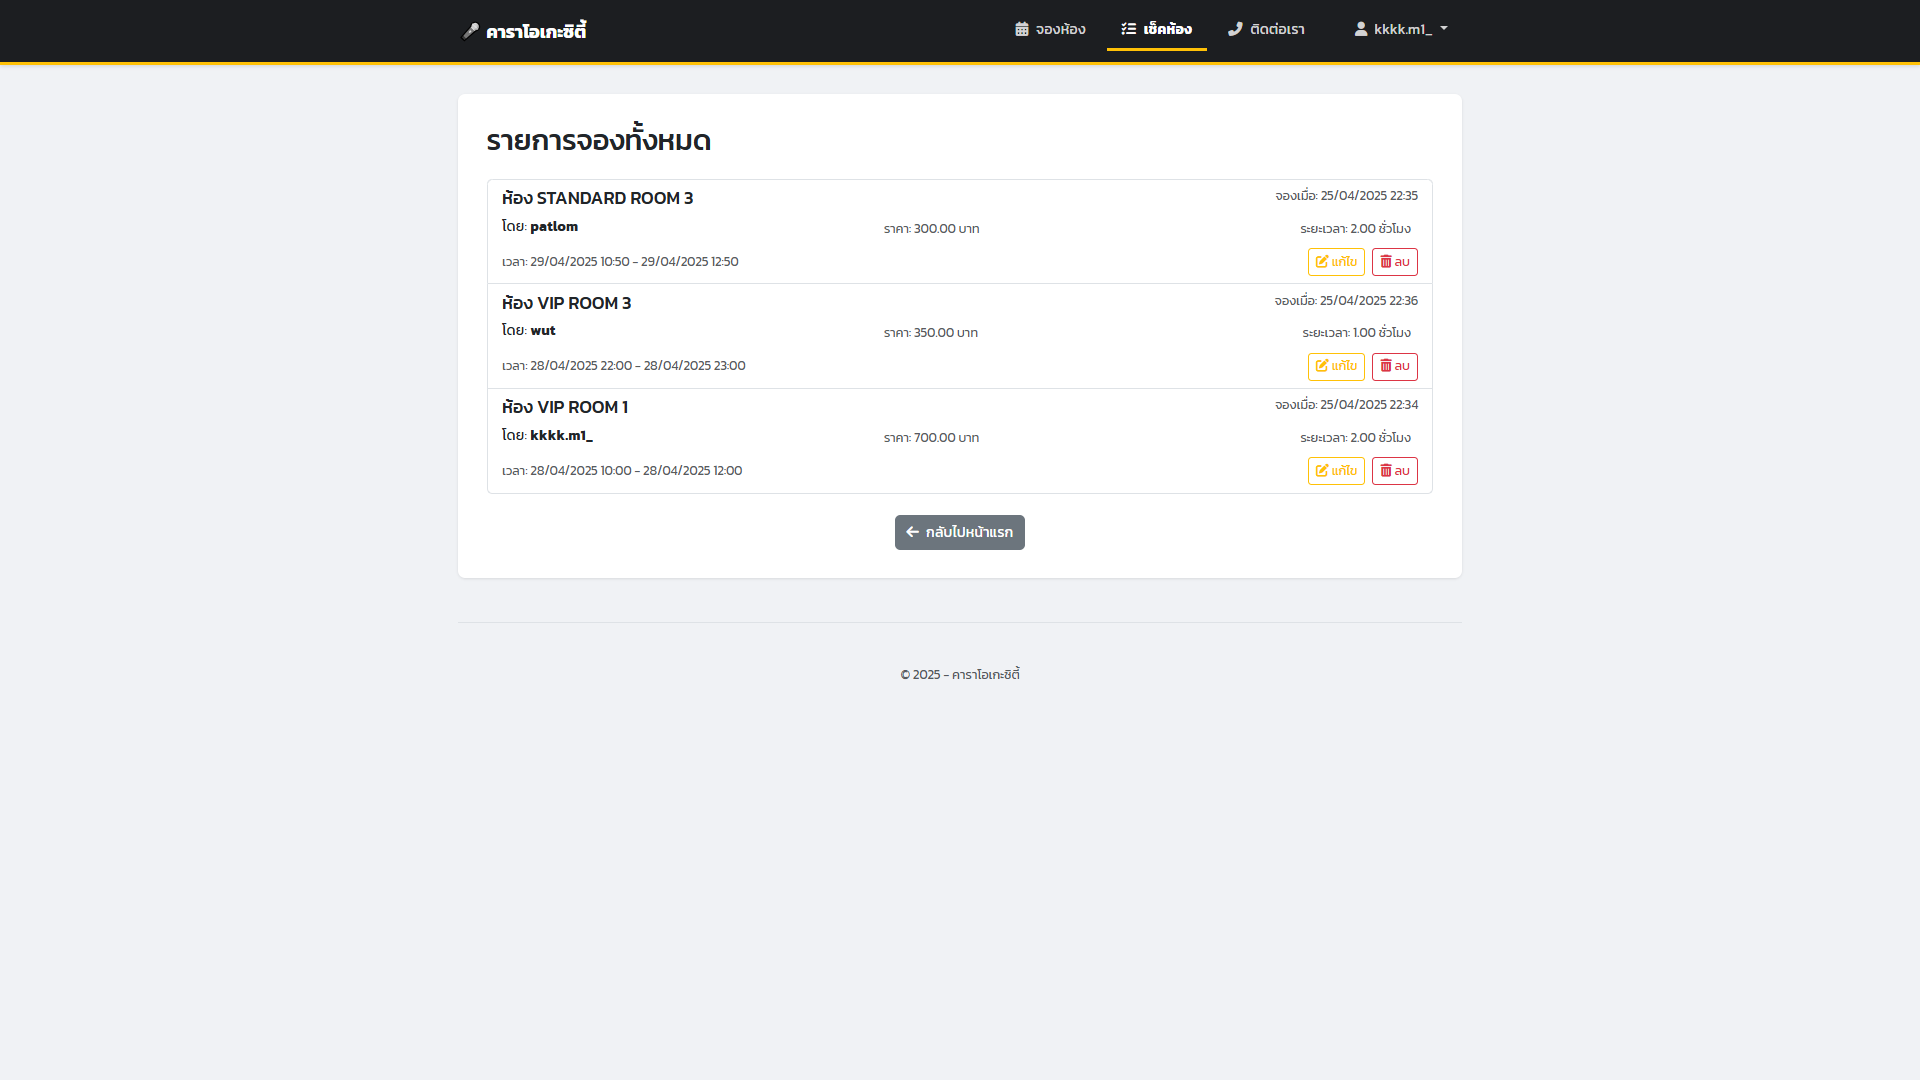 คาราโอเกะซิตี้ จองห้อง เช็คห้อง ติดต่อเรา kkkk.m1_
รายการจองทั้งหมด
ห้อง STANDARD ROOM 3 จองเมื่อ: 25/04/2025 22:35
โดย: patlom ราคา: 300.00 บาท ระยะเวลา: 2.00 ชั่วโมง
เวลา: 29/04/2025 10:50 - 29/04/2025 12:50 แก้ไข ลบ
ห้อง VIP ROOM 3 จองเมื่อ: 25/04/2025 22:36
โดย: wut ราคา: 350.00 บาท ระยะเวลา: 1.00 ชั่วโมง
เวลา: 28/04/2025 22:00 - 28/04/2025 23:00 แก้ไข ลบ
ห้อง VIP ROOM 1 จองเมื่อ: 25/04/2025 22:34
โดย: kkkk.m1_ ราคา: 700.00 บาท ระยะเวลา: 2.00 ชั่วโมง
เวลา: 28/04/2025 10:00 - 28/04/2025 12:00 แก้ไข ลบ
กลับไปหน้าแรก
© 2025 - คาราโอเกะซิตี้